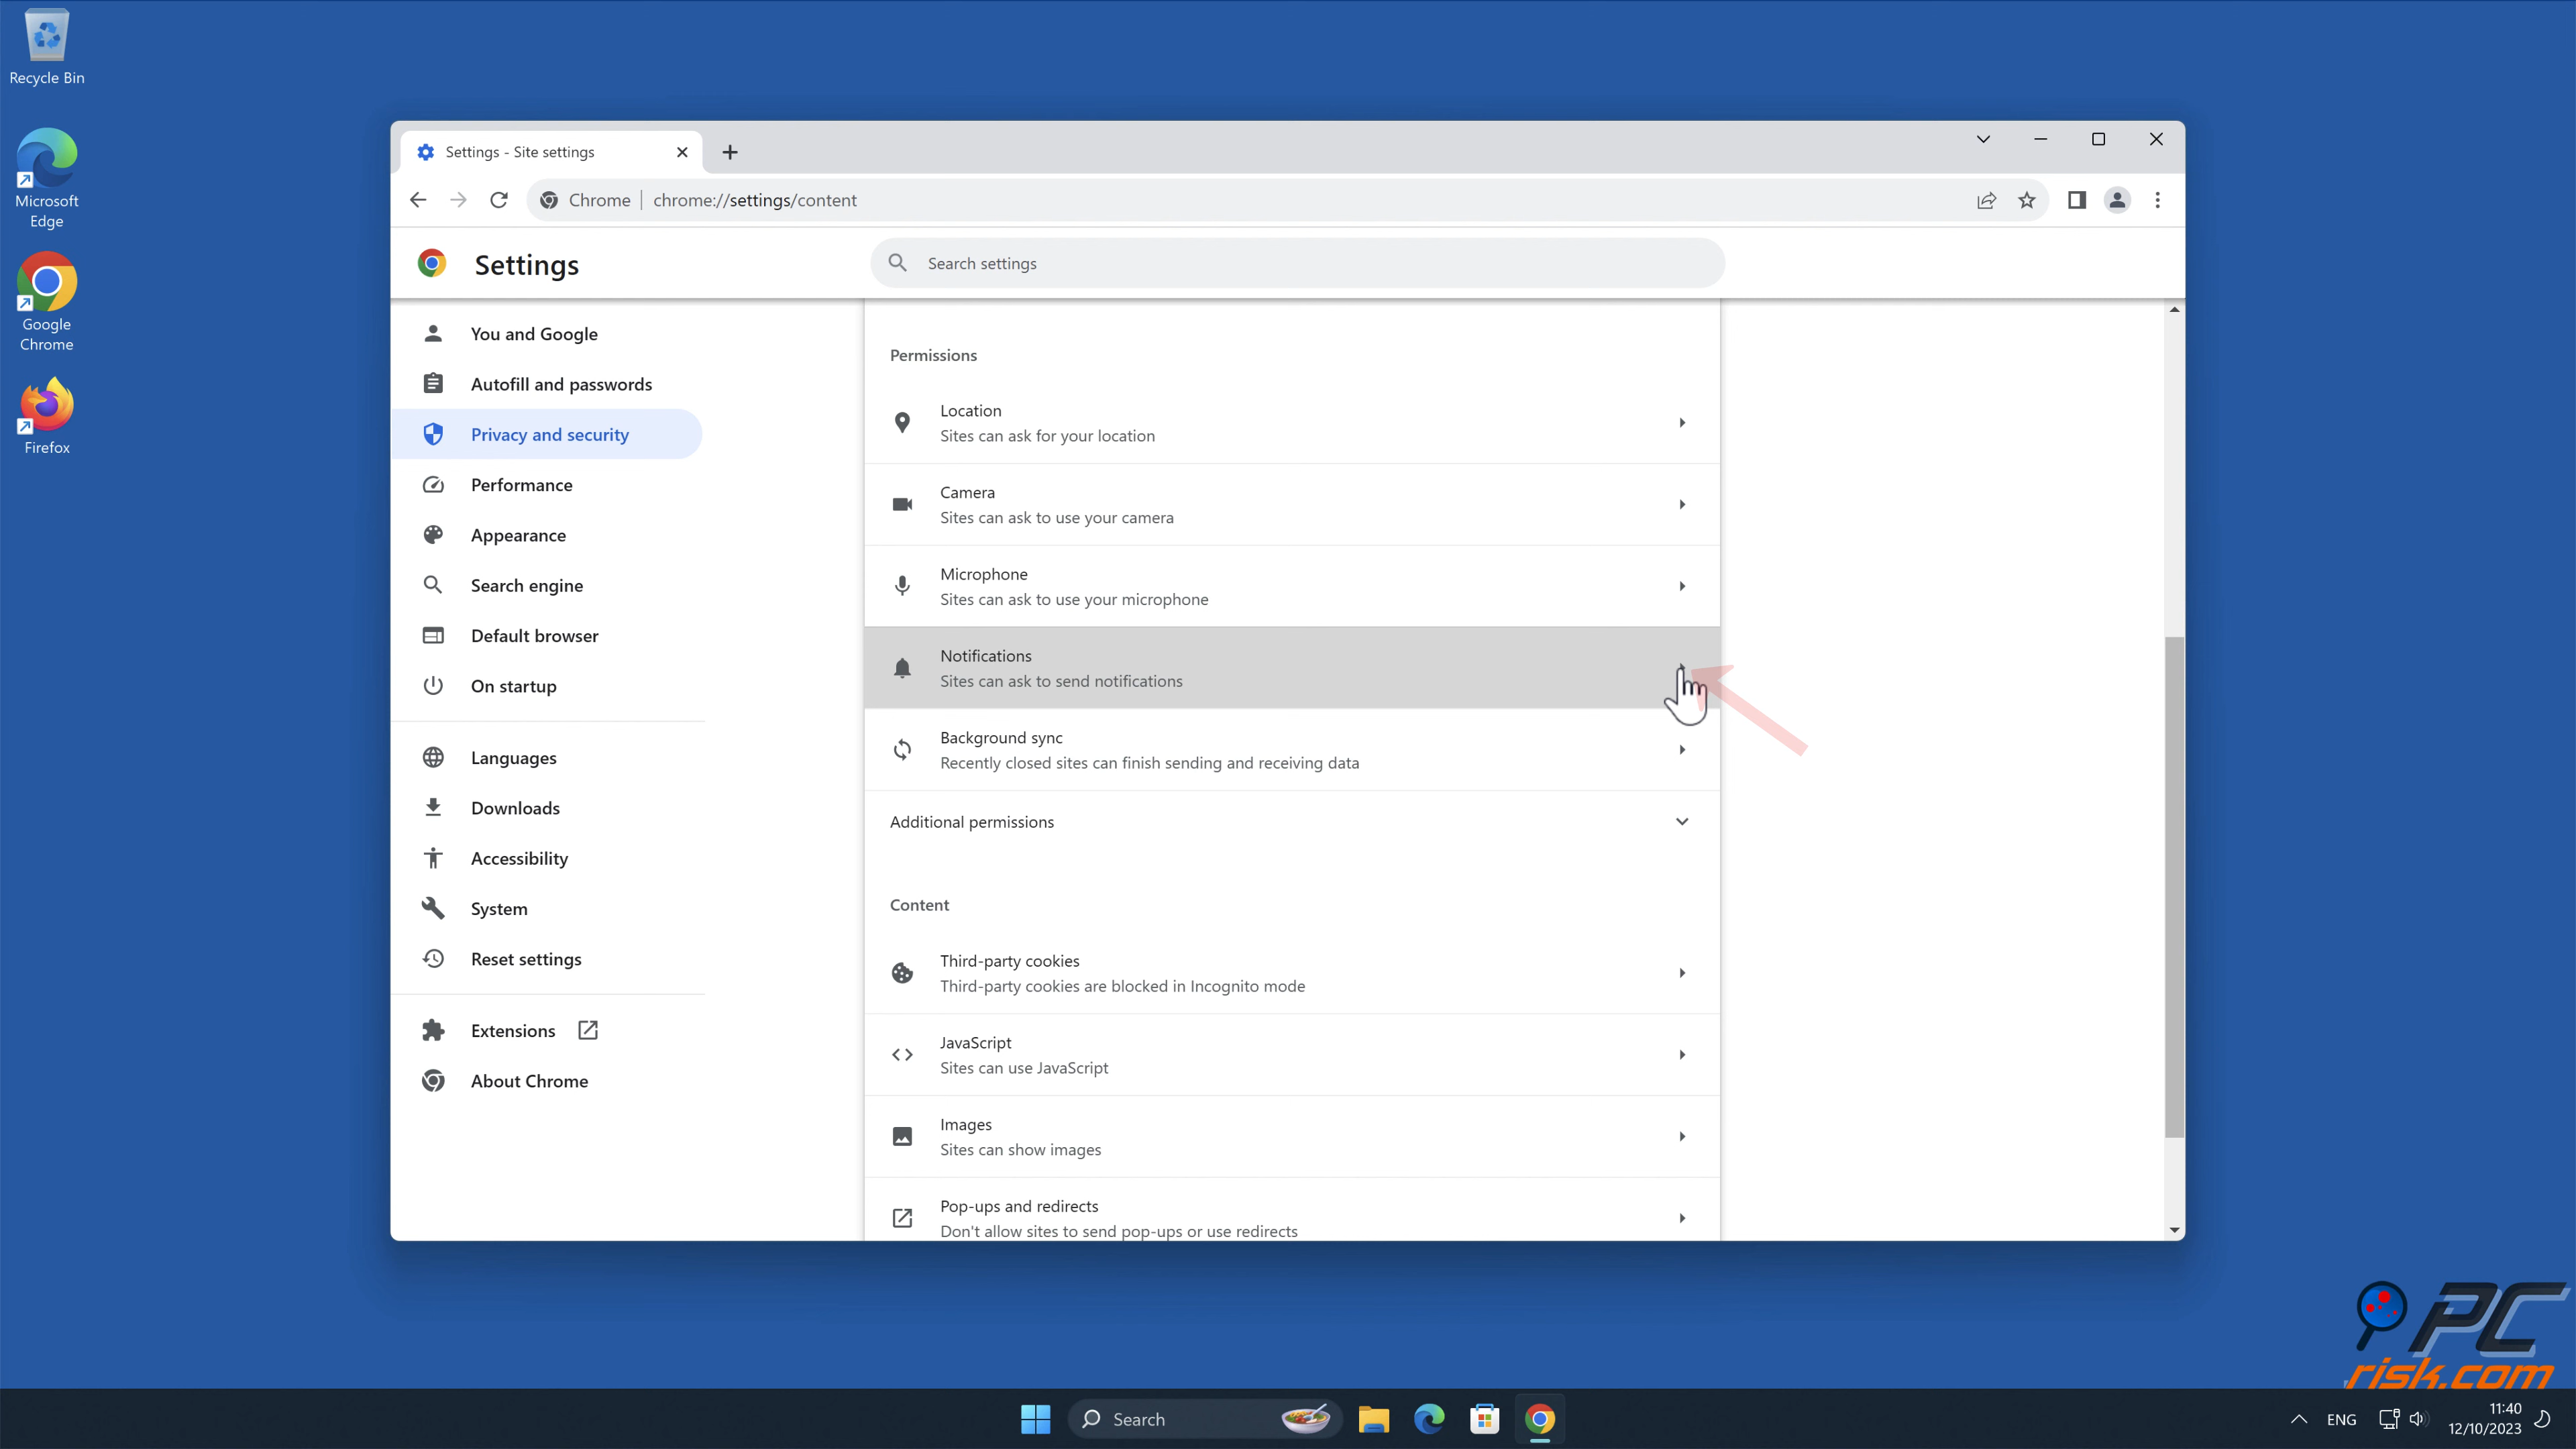 Recycle Bin
Microsoft
Edge
Google
Chrome
Firefox
Settings - Site settings
Chrome | chrome://settings/content
Settings
Search settings
You and Google
Autofill and passwords
Privacy and security
Performance
Appearance
Search engine
Default browser
On startup
Languages
Downloads
Accessibility
System
Reset settings
Extensions
About Chrome
Permissions
Location
Sites can ask for your location
Camera
Sites can ask to use your camera
Microphone
Sites can ask to use your microphone
Notifications
Sites can ask to send notifications
Background sync
Recently closed sites can finish sending and receiving data
Additional permissions
Content
Third-party cookies
Third-party cookies are blocked in Incognito mode
JavaScript
Sites can use JavaScript
Images
Sites can show images
Pop-ups and redirects
Don't allow sites to send pop-ups or use redirects
PC
risk.com
Search
ENG
11:40
12/10/2023